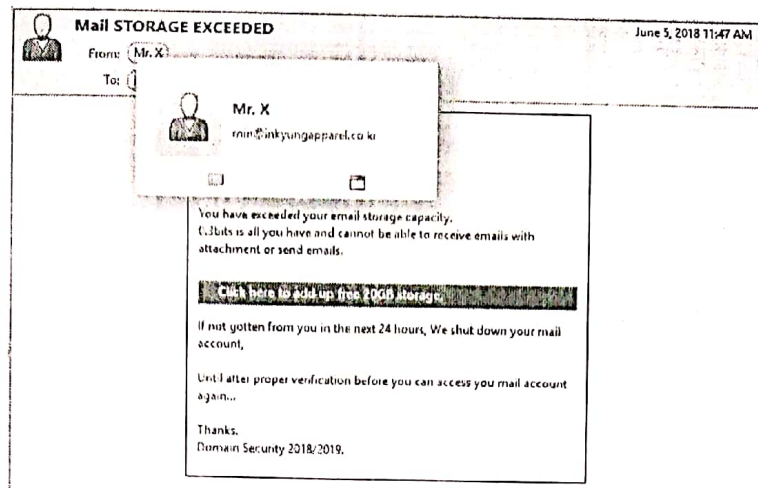 Mail STORAGE EXCEEDED
June 5, 2018 11:47 AM
From: Mr. X
To:
Mr. X
You have exceeded your email storage capacity.
is all you have and cannot be able to receive emails with
attachment or send emails.
Click here to add-up free 20GB storage.
If not gotten from you in the next 24 hours, We shut down your mail
account,
Until after proper verification before you can access you mail account
again...
Thanks.
Domain Security 2018/2019.